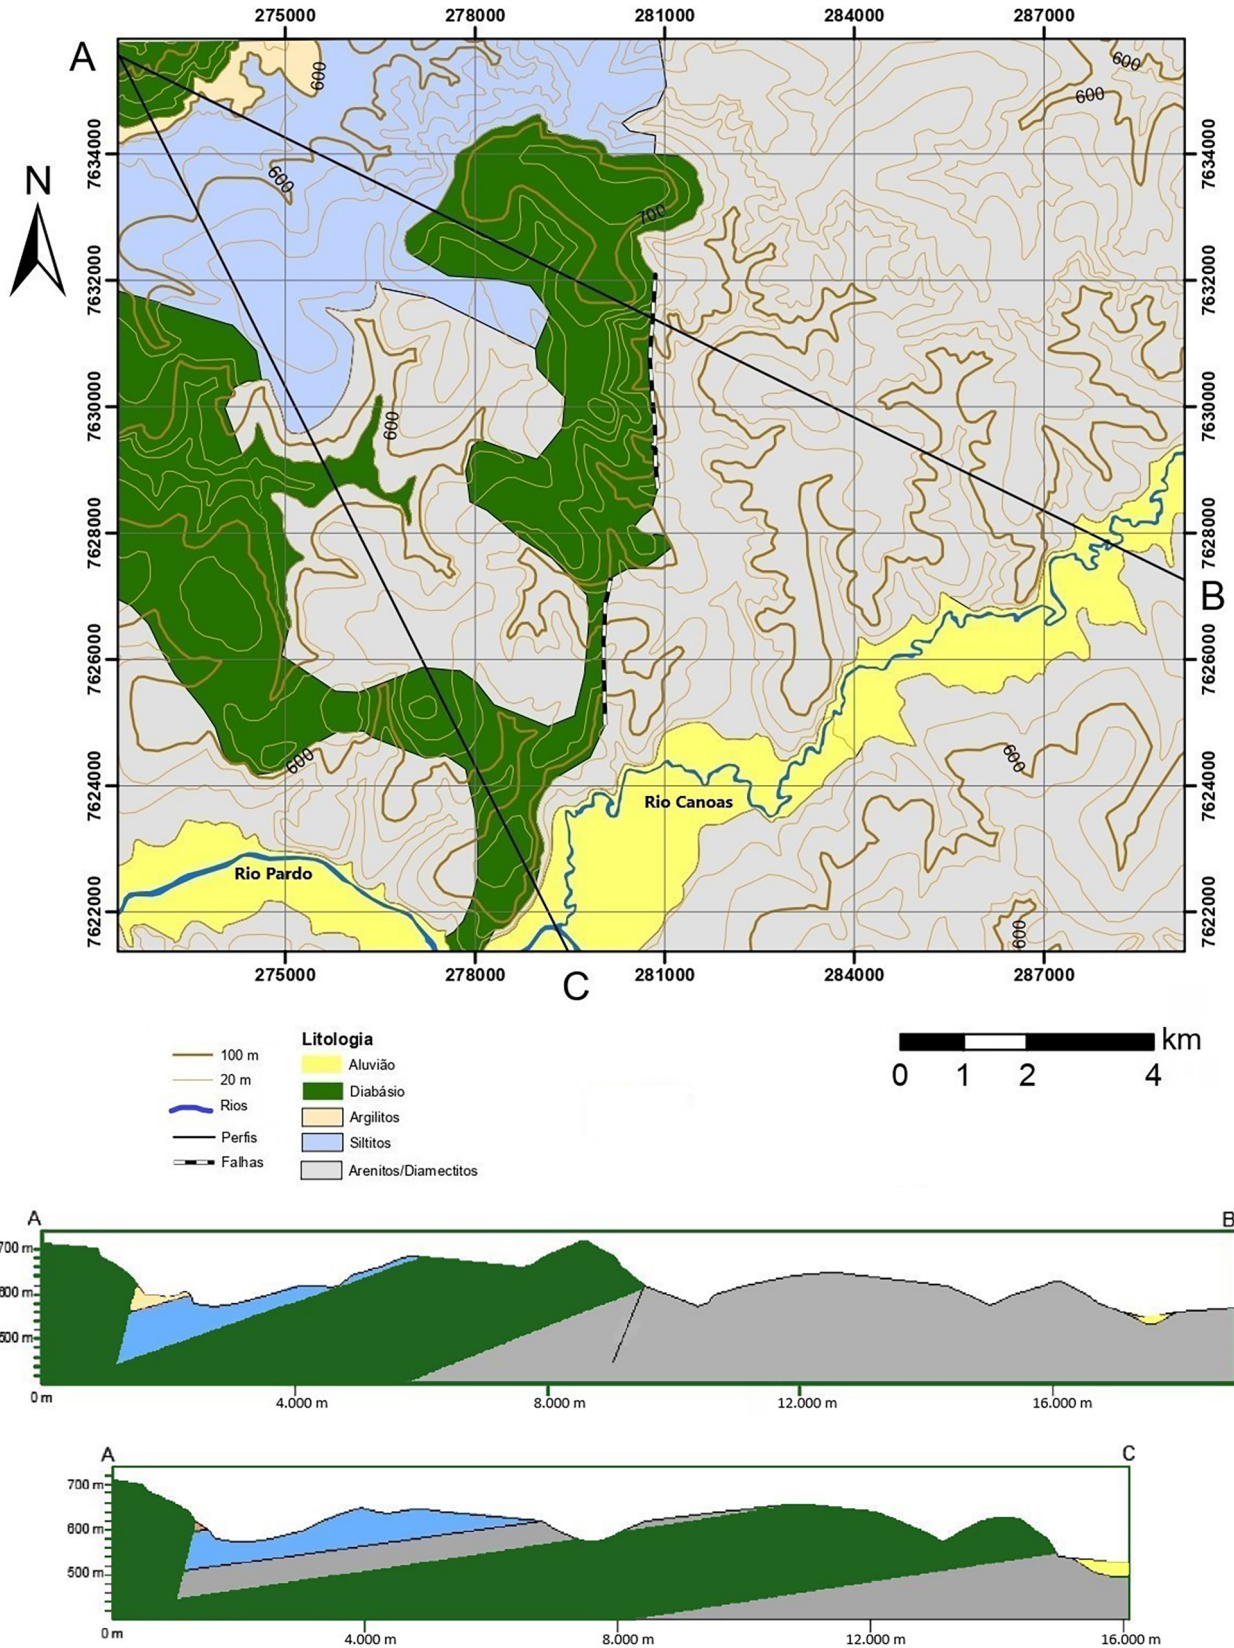 275000 278000 281000 284000 287000
A
N
7634000
7632000
7630000
7628000
7626000
7624000
7622000
7634000
7632000
7630000
7628000
7626000
7624000
7622000
600
600
600
600
700
600
600
600
600
Rio Canoas
Rio Pardo
B
275000 278000 281000 284000 287000
C
100 m
20 m
Rios
Perfis
Falhas
Litologia
Aluvião
Diabásio
Argilitos
Siltitos
Arenitos/Diamectitos
km
0 1 2 4
A B
700 m
600 m
500 m
0 m 4.000 m 8.000 m 12.000 m 16.000 m
A C
700 m
600 m
500 m
0 m 4.000 m 8.000 m 12.000 m 16.000 m